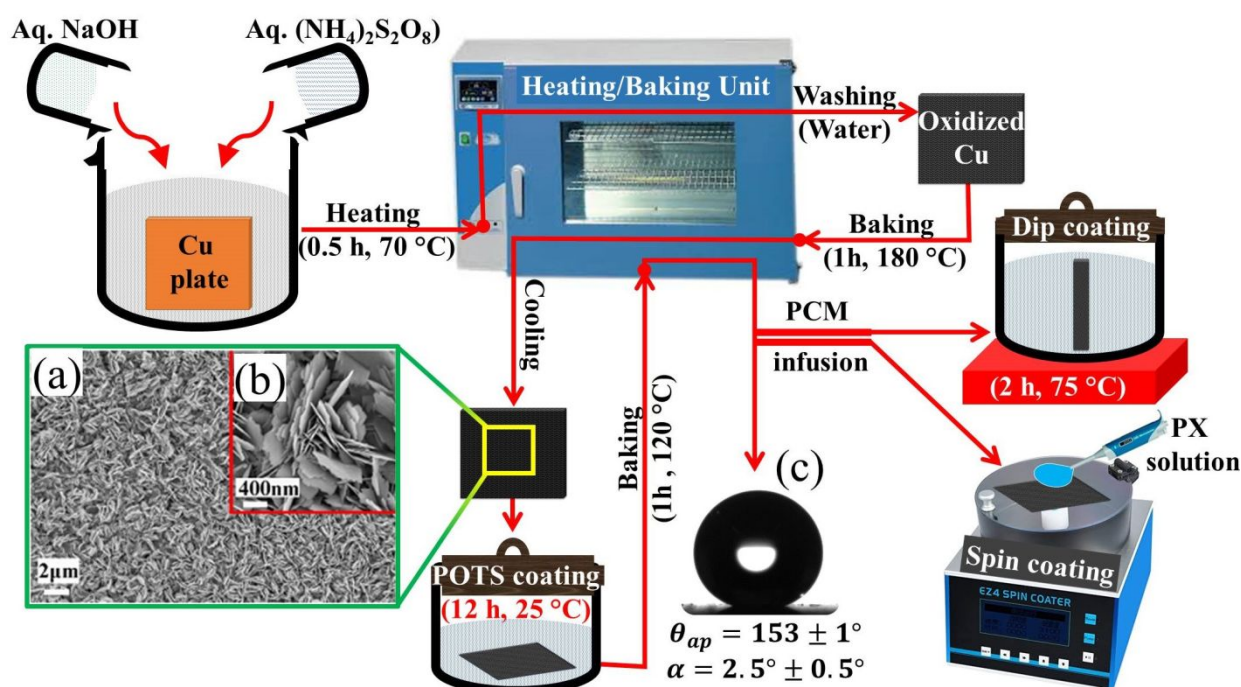 Aq. NaOH
Aq. (NH₄)₂S₂O₈)
Heating/Baking Unit
Washing
(Water)
Oxidized
Cu
Cu
plate
Heating
(0.5 h, 70 °C)
Baking
(1h, 180 °C)
Dip coating
(2 h, 75 °C)
Cooling
PCM
infusion
Baking
(1h , 120 °C)
(a)
(b)
400nm
2μm
(c)
θap = 153 ± 1°
α = 2.5° ± 0.5°
POTS coating
(12 h, 25 °C)
PX
solution
Spin coating
EZ4 SPIN COATER